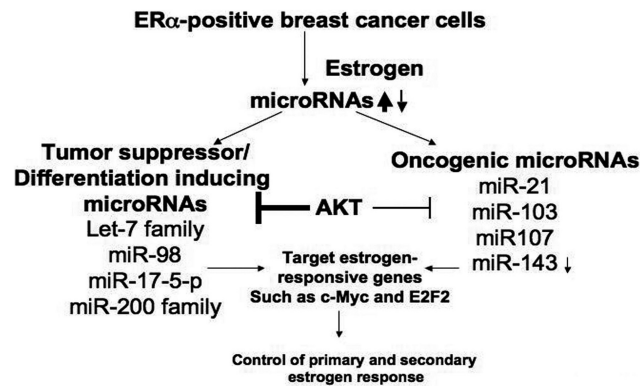 ERα-positive breast cancer cells
Estrogen
microRNAs
Tumor suppressor/
Differentiation inducing
microRNAs
Let-7 family
miR-98
miR-17-5-p
miR-200 family
AKT
Oncogenic microRNAs
miR-21
miR-103
miR107
miR-143
Target estrogen-
responsive genes
Such as c-Myc and E2F2
Control of primary and secondary
estrogen response